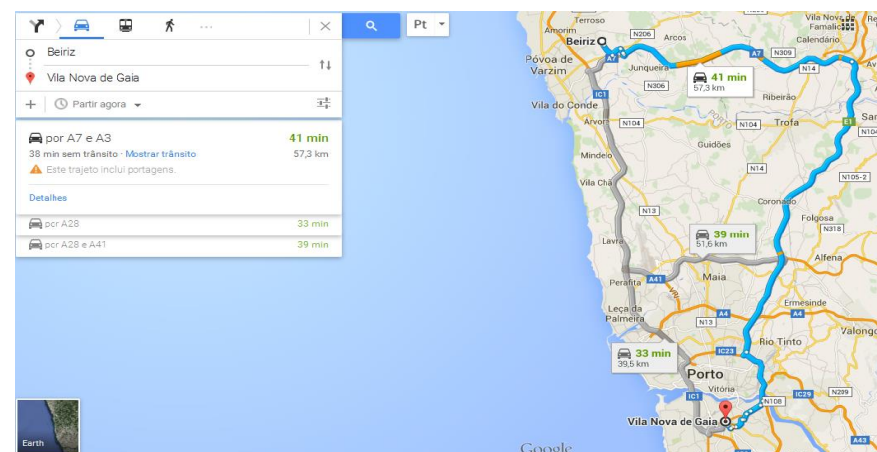 Pt
Beiriz
Vila Nova de Gaia
Partir agora
por A7 e A3
41 min
38 min sem trânsito · Mostrar trânsito
57,3 km
Este trajeto inclui portagens.
Detalhes
por A28
33 min
por A28 e A41
39 min
Earth
Terroso
Amorim
Beiriz
N206
Arcos
Vila Nova de
Famalicão
Calendário
Póvoa de
Varzim
A7
Junqueira
A7
N309
N14
41 min
57,3 km
N306
IC1
Ribeirão
Vila do Conde
Árvore
N104
N104
Trofa
E1
N104
Guidões
Mindelo
N14
N105-2
Vila Chã
Coronado
N13
Folgosa
N318
39 min
51,6 km
Lavra
Alfena
Maia
Perafita
A41
VRI
Ermesinde
Leça da
Palmeira
A4
A4
N13
Valongo
Rio Tinto
33 min
39,5 km
IC23
Porto
Vitória
IC1
N108
IC29
N209
Vila Nova de Gaia
A43
Google